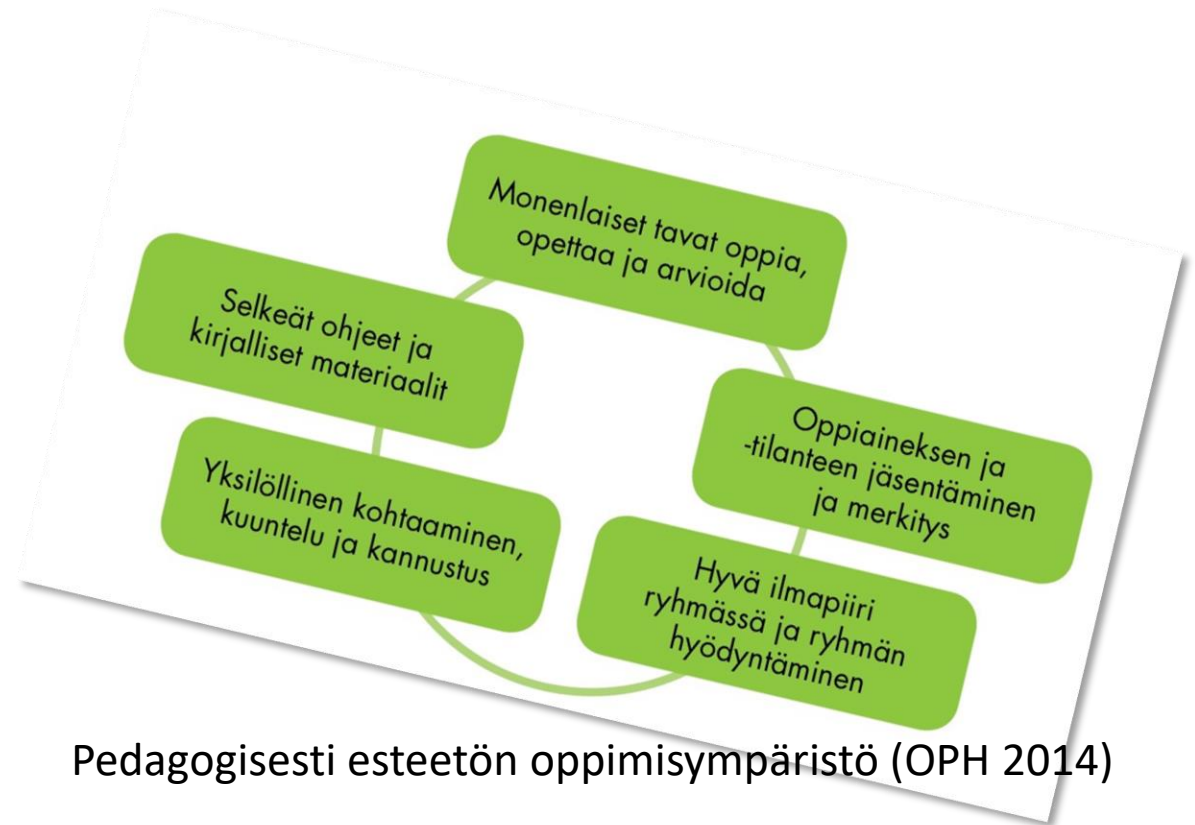 Monenlaiset tavat oppia,
opettaa ja arvioida
Selkeät ohjeet ja
kirjalliset materiaalit
Oppiaineksen ja
-tilanteen jäsentäminen
ja merkitys
Yksilöllinen kohtaaminen,
kuuntelu ja kannustus
Hyvä ilmapiiri
ryhmässä ja ryhmän
hyödyntäminen
Pedagogisesti esteetön oppimisympäristö (OPH 2014)